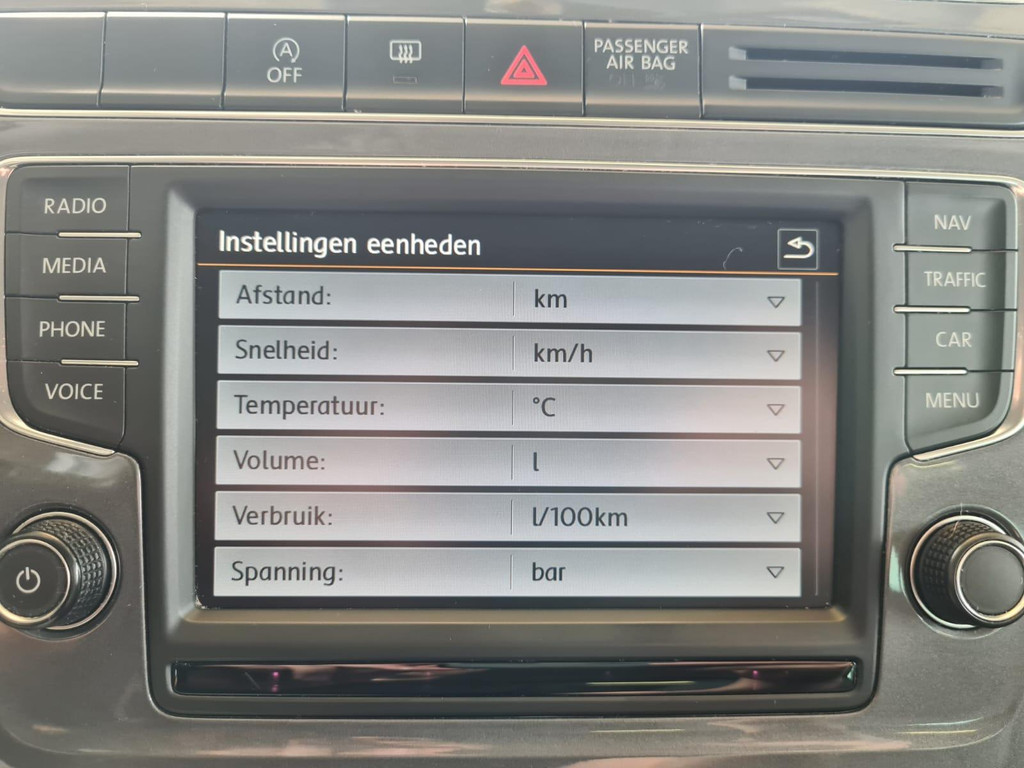 A
OFF
PASSENGER
AIR BAG
RADIO
MEDIA
PHONE
VOICE
Instellingen eenheden
Afstand: km
Snelheid: km/h
Temperatuur: °C
Volume: l
Verbruik: l/100km
Spanning: bar
NAV
TRAFFIC
CAR
MENU